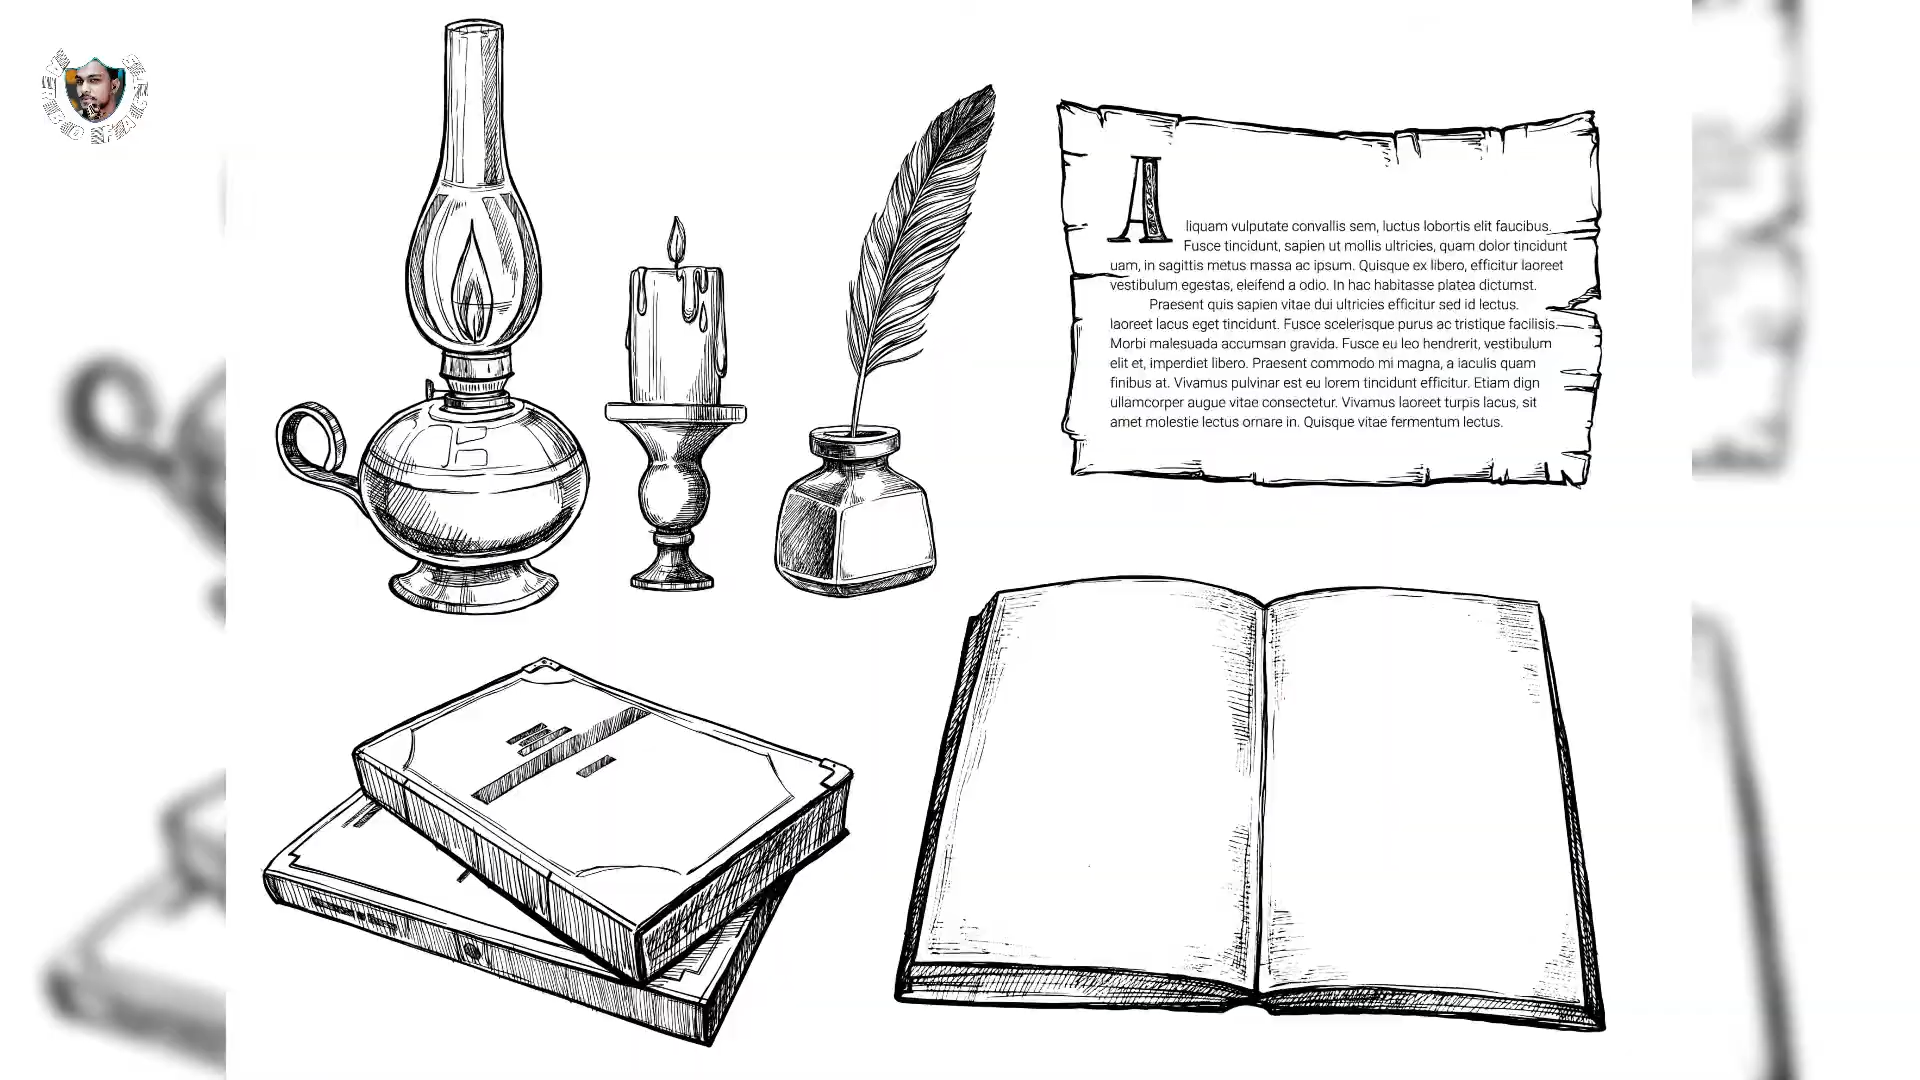 A
liquam vulputate convallis sem, luctus lobortis elit faucibus.
Fusce tincidunt, sapien ut mollis ultricies, quam dolor tincidunt
uam, in sagittis metus massa ac ipsum. Quisque ex libero, efficitur laoreet
vestibulum egestas, eleifend a odio. In hac habitasse platea dictumst.
Praesent quis sapien vitae dui ultricies efficitur sed id lectus.
laoreet lacus eget tincidunt. Fusce scelerisque purus ac tristique facilisis.
Morbi malesuada accumsan gravida. Fusce eu leo hendrerit, vestibulum
elit et, imperdiet libero. Praesent commodo mi magna, a iaculis quam
finibus at. Vivamus pulvinar est eu lorem tincidunt efficitur. Etiam dign
ullamcorper augue vitae consectetur. Vivamus laoreet turpis lacus, sit
amet molestie lectus ornare in. Quisque vitae fermentum lectus.